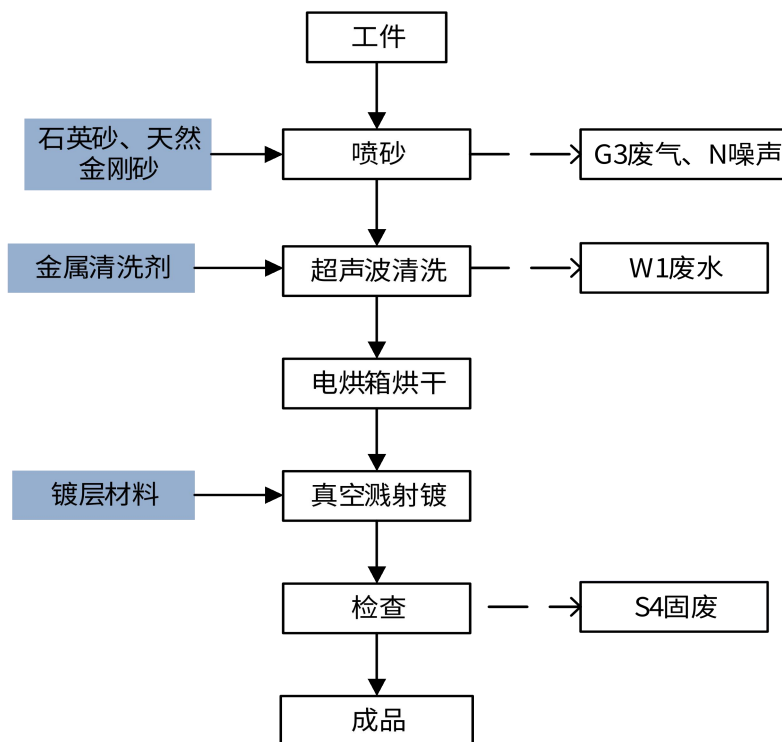 工件
石英砂、天然
金刚砂
喷砂
G3废气、N噪声
金属清洗剂
超声波清洗
W1废水
电烘箱烘干
镀层材料
真空溅射镀
检查
S4固废
成品